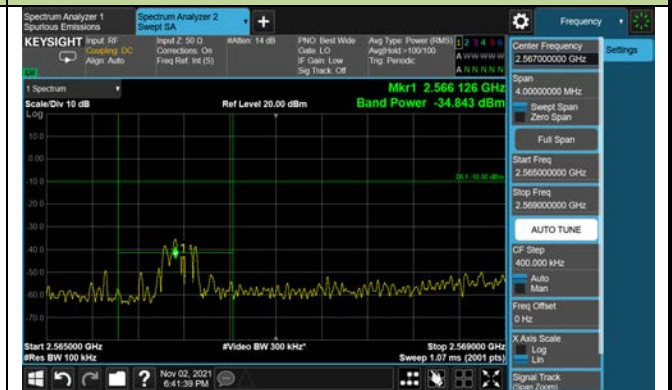 Spectrum Analyzer 1
Spurious Emissions
Spectrum Analyzer 2
Swept SA
+
Frequency
KEYSIGHT
Input: RF
Coupling: DC
Align: Auto
Input Z: 50 Ω
Corrections: On
Freq Ref: Int (S)
#Atten: 14 dB
PNO: Best Wide
Gate: LO
IF Gain: Low
Sig Track: Off
Avg Type: Power (RMS)
Avg|Hold:>100/100
Trig: Periodic
1 2 3 4 5 6
A W W W W W
A N N N N N
LW
1 Spectrum
Scale/Div 10 dB
Ref Level 20.00 dBm
Mkr1 2.566 126 GHz
Band Power -34.843 dBm
Log
10.0
0.00
-10.0
-20.0
-30.0
-40.0
-50.0
-60.0
-70.0
DL1 -10.00 dBm
1
Start 2.565000 GHz
#Res BW 100 kHz
#Video BW 300 kHz*
Stop 2.569000 GHz
Sweep 1.07 ms (2001 pts)
Center Frequency
2.567000000 GHz
Settings
Span
4.00000000 MHz
Swept Span
Zero Span
Full Span
Start Freq
2.565000000 GHz
Stop Freq
2.569000000 GHz
AUTO TUNE
CF Step
400.000 kHz
Auto
Man
Freq Offset
0 Hz
X Axis Scale
Log
Lin
Signal Track
(Span Zoom)
?
Nov 02, 2021
6:41:39 PM